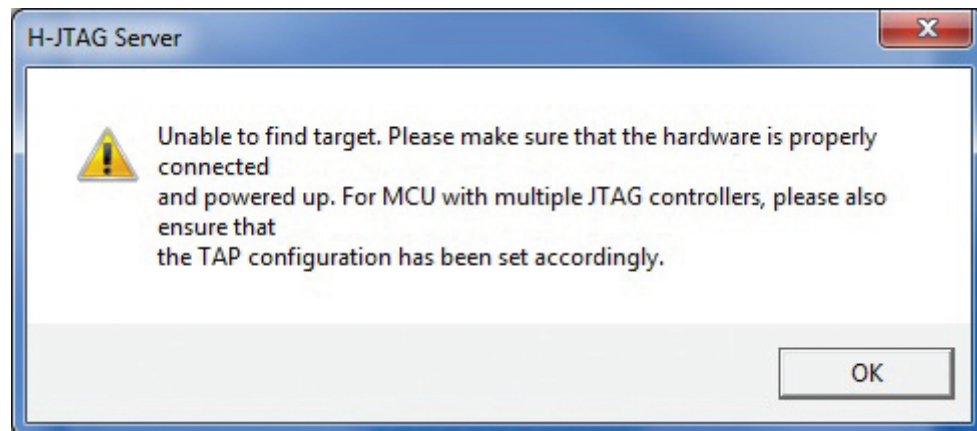 H-JTAG Server
Unable to find target. Please make sure that the hardware is properly
connected
and powered up. For MCU with multiple JTAG controllers, please also
ensure that
the TAP configuration has been set accordingly.
OK